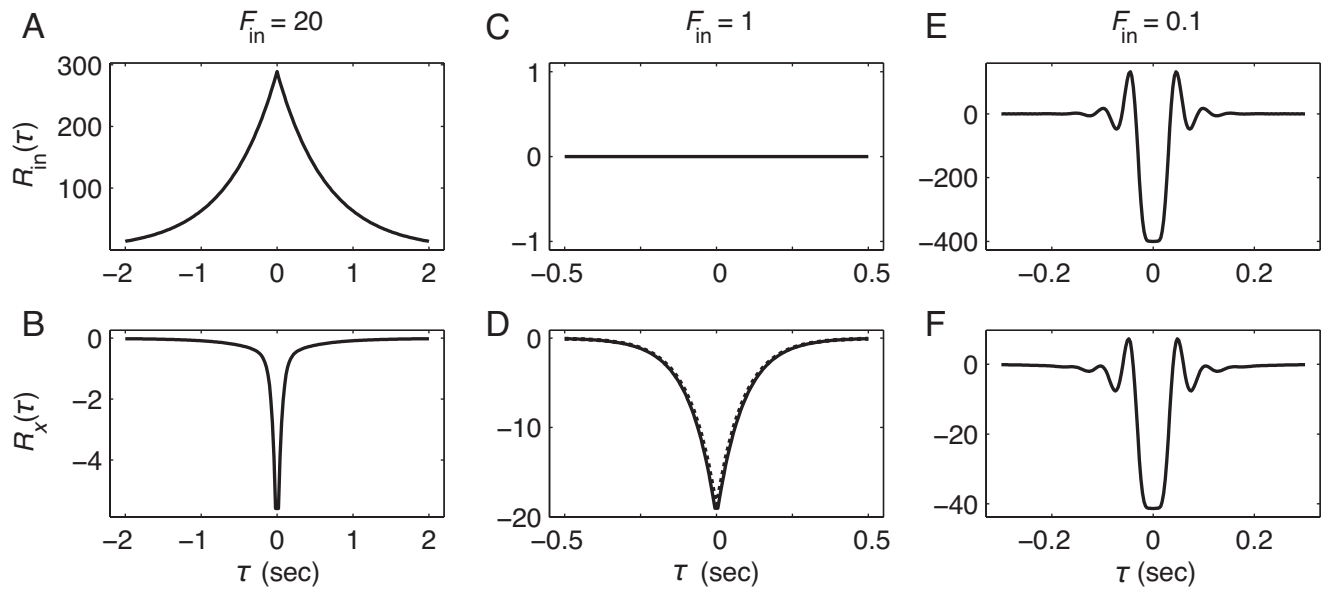 A F_in = 20 C F_in = 1 E F_in = 0.1
R_in(τ)
300
200
100
−2 −1 0 1 2
1
0
−1
−0.5 0 0.5
0
−200
−400
−0.2 0 0.2
B D F
R_x(τ)
0
−2
−4
−2 −1 0 1 2
τ (sec)
0
−10
−20
−0.5 0 0.5
τ (sec)
0
−20
−40
−0.2 0 0.2
τ (sec)